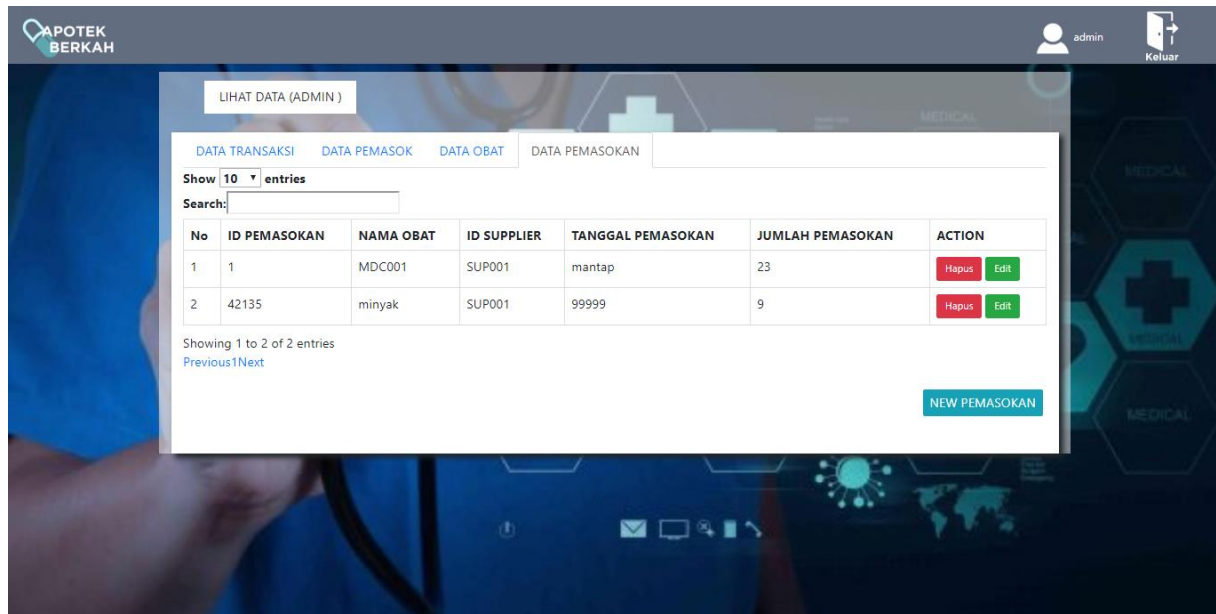 APOTEK
BERKAH
admin
Keluar
LIHAT DATA (ADMIN )
MEDICAL
DATA TRANSAKSI DATA PEMASOK DATA OBAT DATA PEMASOKAN
MEDICAL
Show 10 entries
Search:
No ID PEMASOKAN NAMA OBAT ID SUPPLIER TANGGAL PEMASOKAN JUMLAH PEMASOKAN ACTION
1 1 MDC001 SUP001 mantap 23 Hapus Edit
2 42135 minyak SUP001 99999 9 Hapus Edit
Showing 1 to 2 of 2 entries
MEDICAL
Previous1Next
NEW PEMASOKAN
MEDICAL